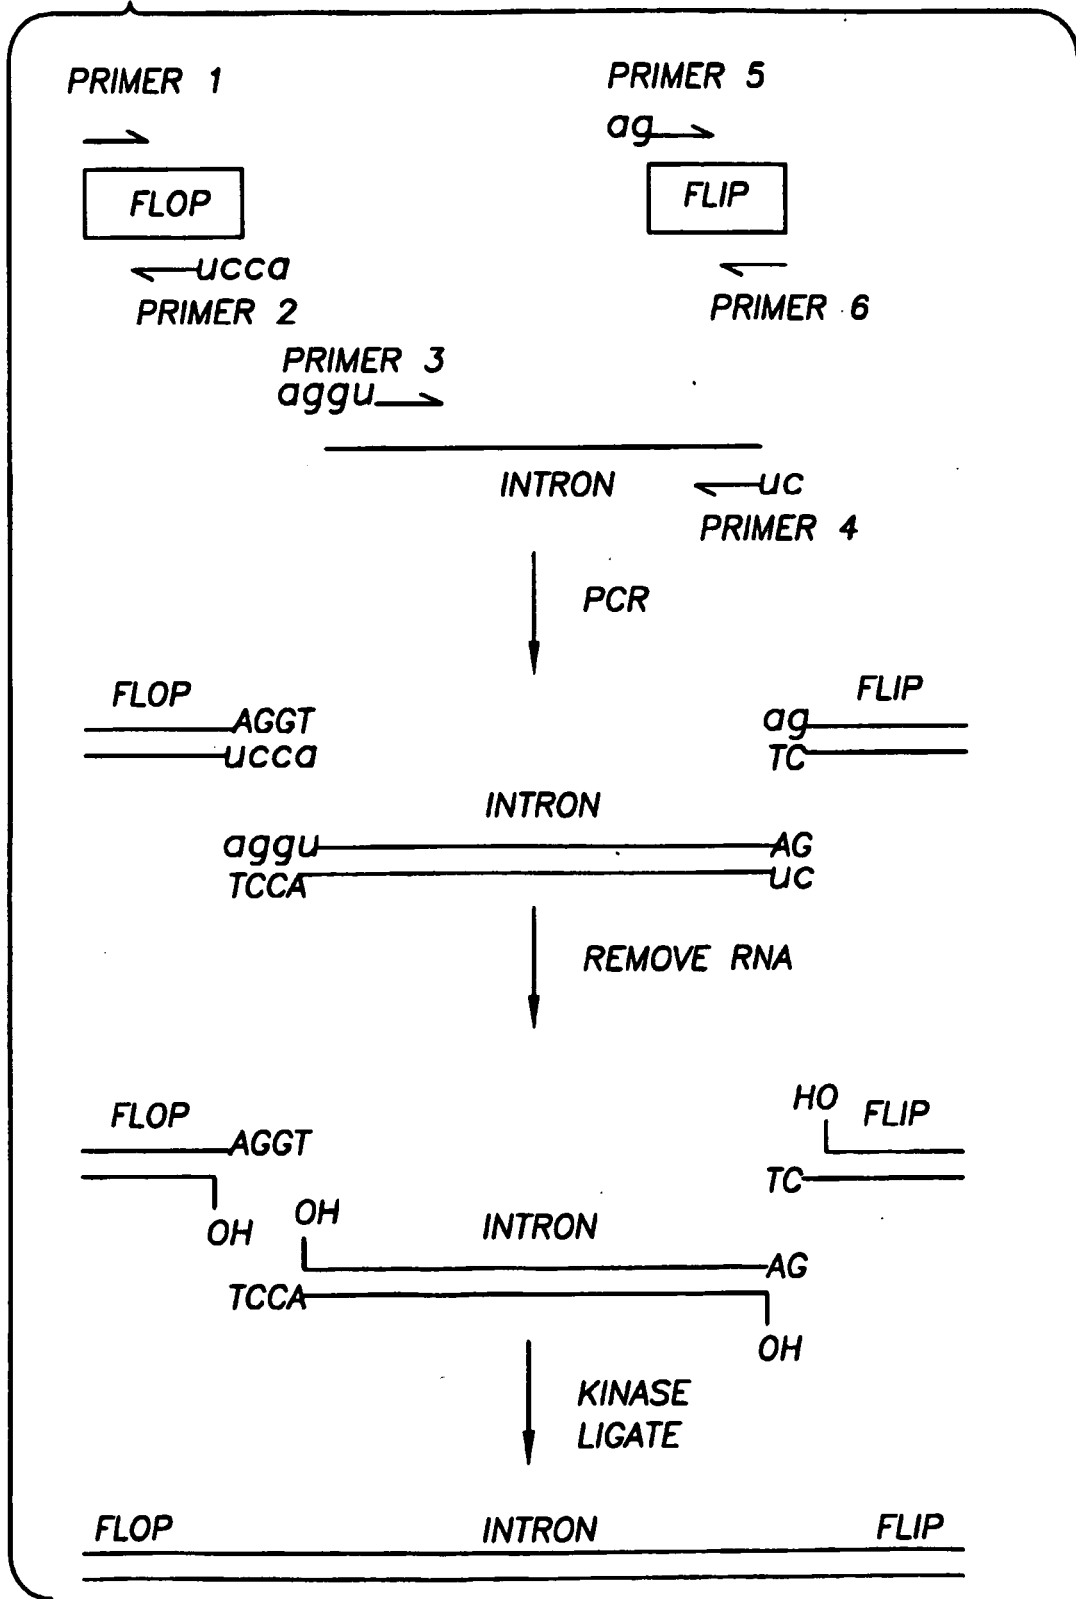 PRIMER 1
PRIMER 5
ag
FLOP
FLIP
ucca
PRIMER 2
PRIMER 6
PRIMER 3
aggu
INTRON
uc
PRIMER 4
PCR
FLOP
FLIP
AGGT
ag
ucca
TC
INTRON
aggu
AG
TCCA
uc
REMOVE RNA
HO
FLOP
FLIP
AGGT
TC
OH
OH
INTRON
AG
TCCA
OH
KINASE
LIGATE
FLOP
INTRON
FLIP